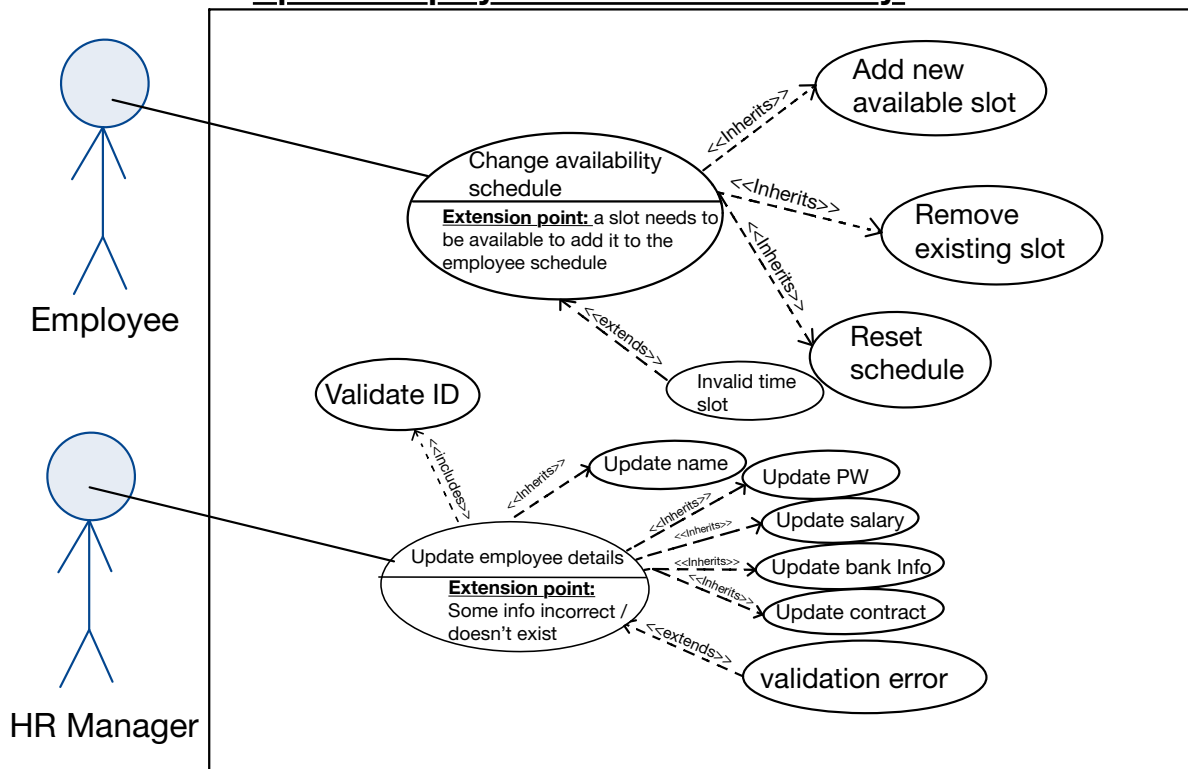 Add new
available slot
<<Inherits>>
Change availability
schedule
<<Inherits>>
Extension point: a slot needs to
be available to add it to the
employee schedule
Remove
existing slot
<<Inherits>>
Employee
<<extends>>
Reset
schedule
Invalid time
slot
Validate ID
<<includes>>
<<Inherits>>
Update name
Update PW
<<Inherits>>
Update salary
<<Inherits>>
Update employee details
<<Inherits>>
Update bank Info
Extension point:
Some info incorrect /
doesn't exist
<<Inherits>>
Update contract
<<extends>>
validation error
HR Manager